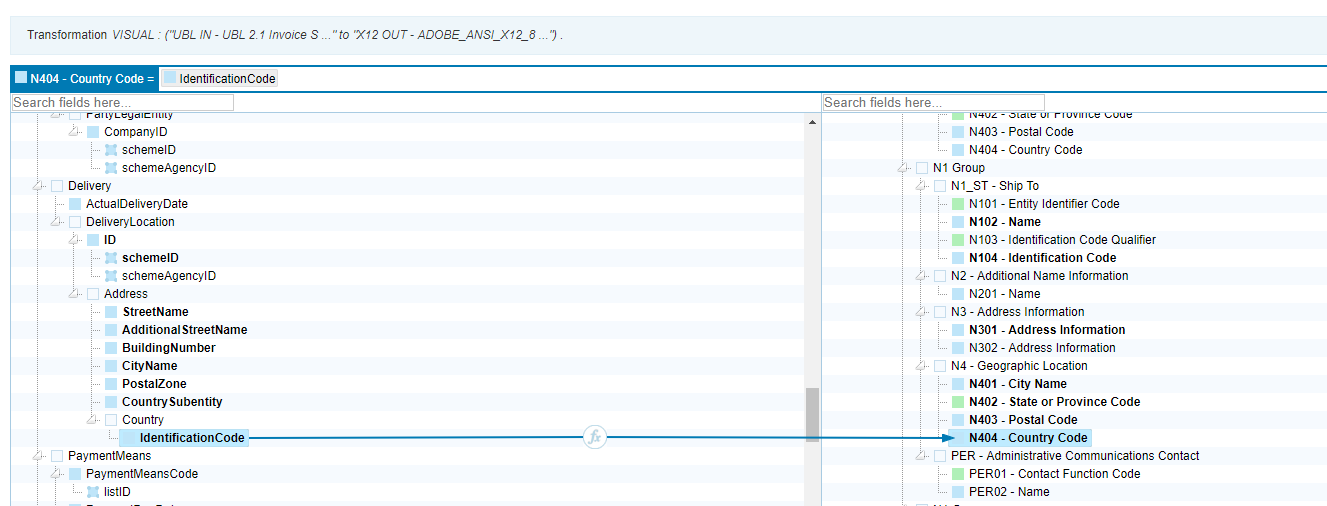 Transformation VISUAL : ("UBL IN - UBL 2.1 Invoice S ..." to "X12 OUT - ADOBE_ANSI_X12_8 ...") .
N404 - Country Code = IdentificationCode
Search fields here...
PartyLegalEntity
CompanyID
schemeID
schemeAgencyID
Delivery
ActualDeliveryDate
DeliveryLocation
ID
schemeID
schemeAgencyID
Address
StreetName
AdditionalStreetName
BuildingNumber
CityName
PostalZone
CountrySubentity
Country
IdentificationCode
PaymentMeans
PaymentMeansCode
listID
fx
Search fields here...
N402 - State or Province Code
N403 - Postal Code
N404 - Country Code
N1 Group
N1_ST - Ship To
N101 - Entity Identifier Code
N102 - Name
N103 - Identification Code Qualifier
N104 - Identification Code
N2 - Additional Name Information
N201 - Name
N3 - Address Information
N301 - Address Information
N302 - Address Information
N4 - Geographic Location
N401 - City Name
N402 - State or Province Code
N403 - Postal Code
N404 - Country Code
PER - Administrative Communications Contact
PER01 - Contact Function Code
PER02 - Name